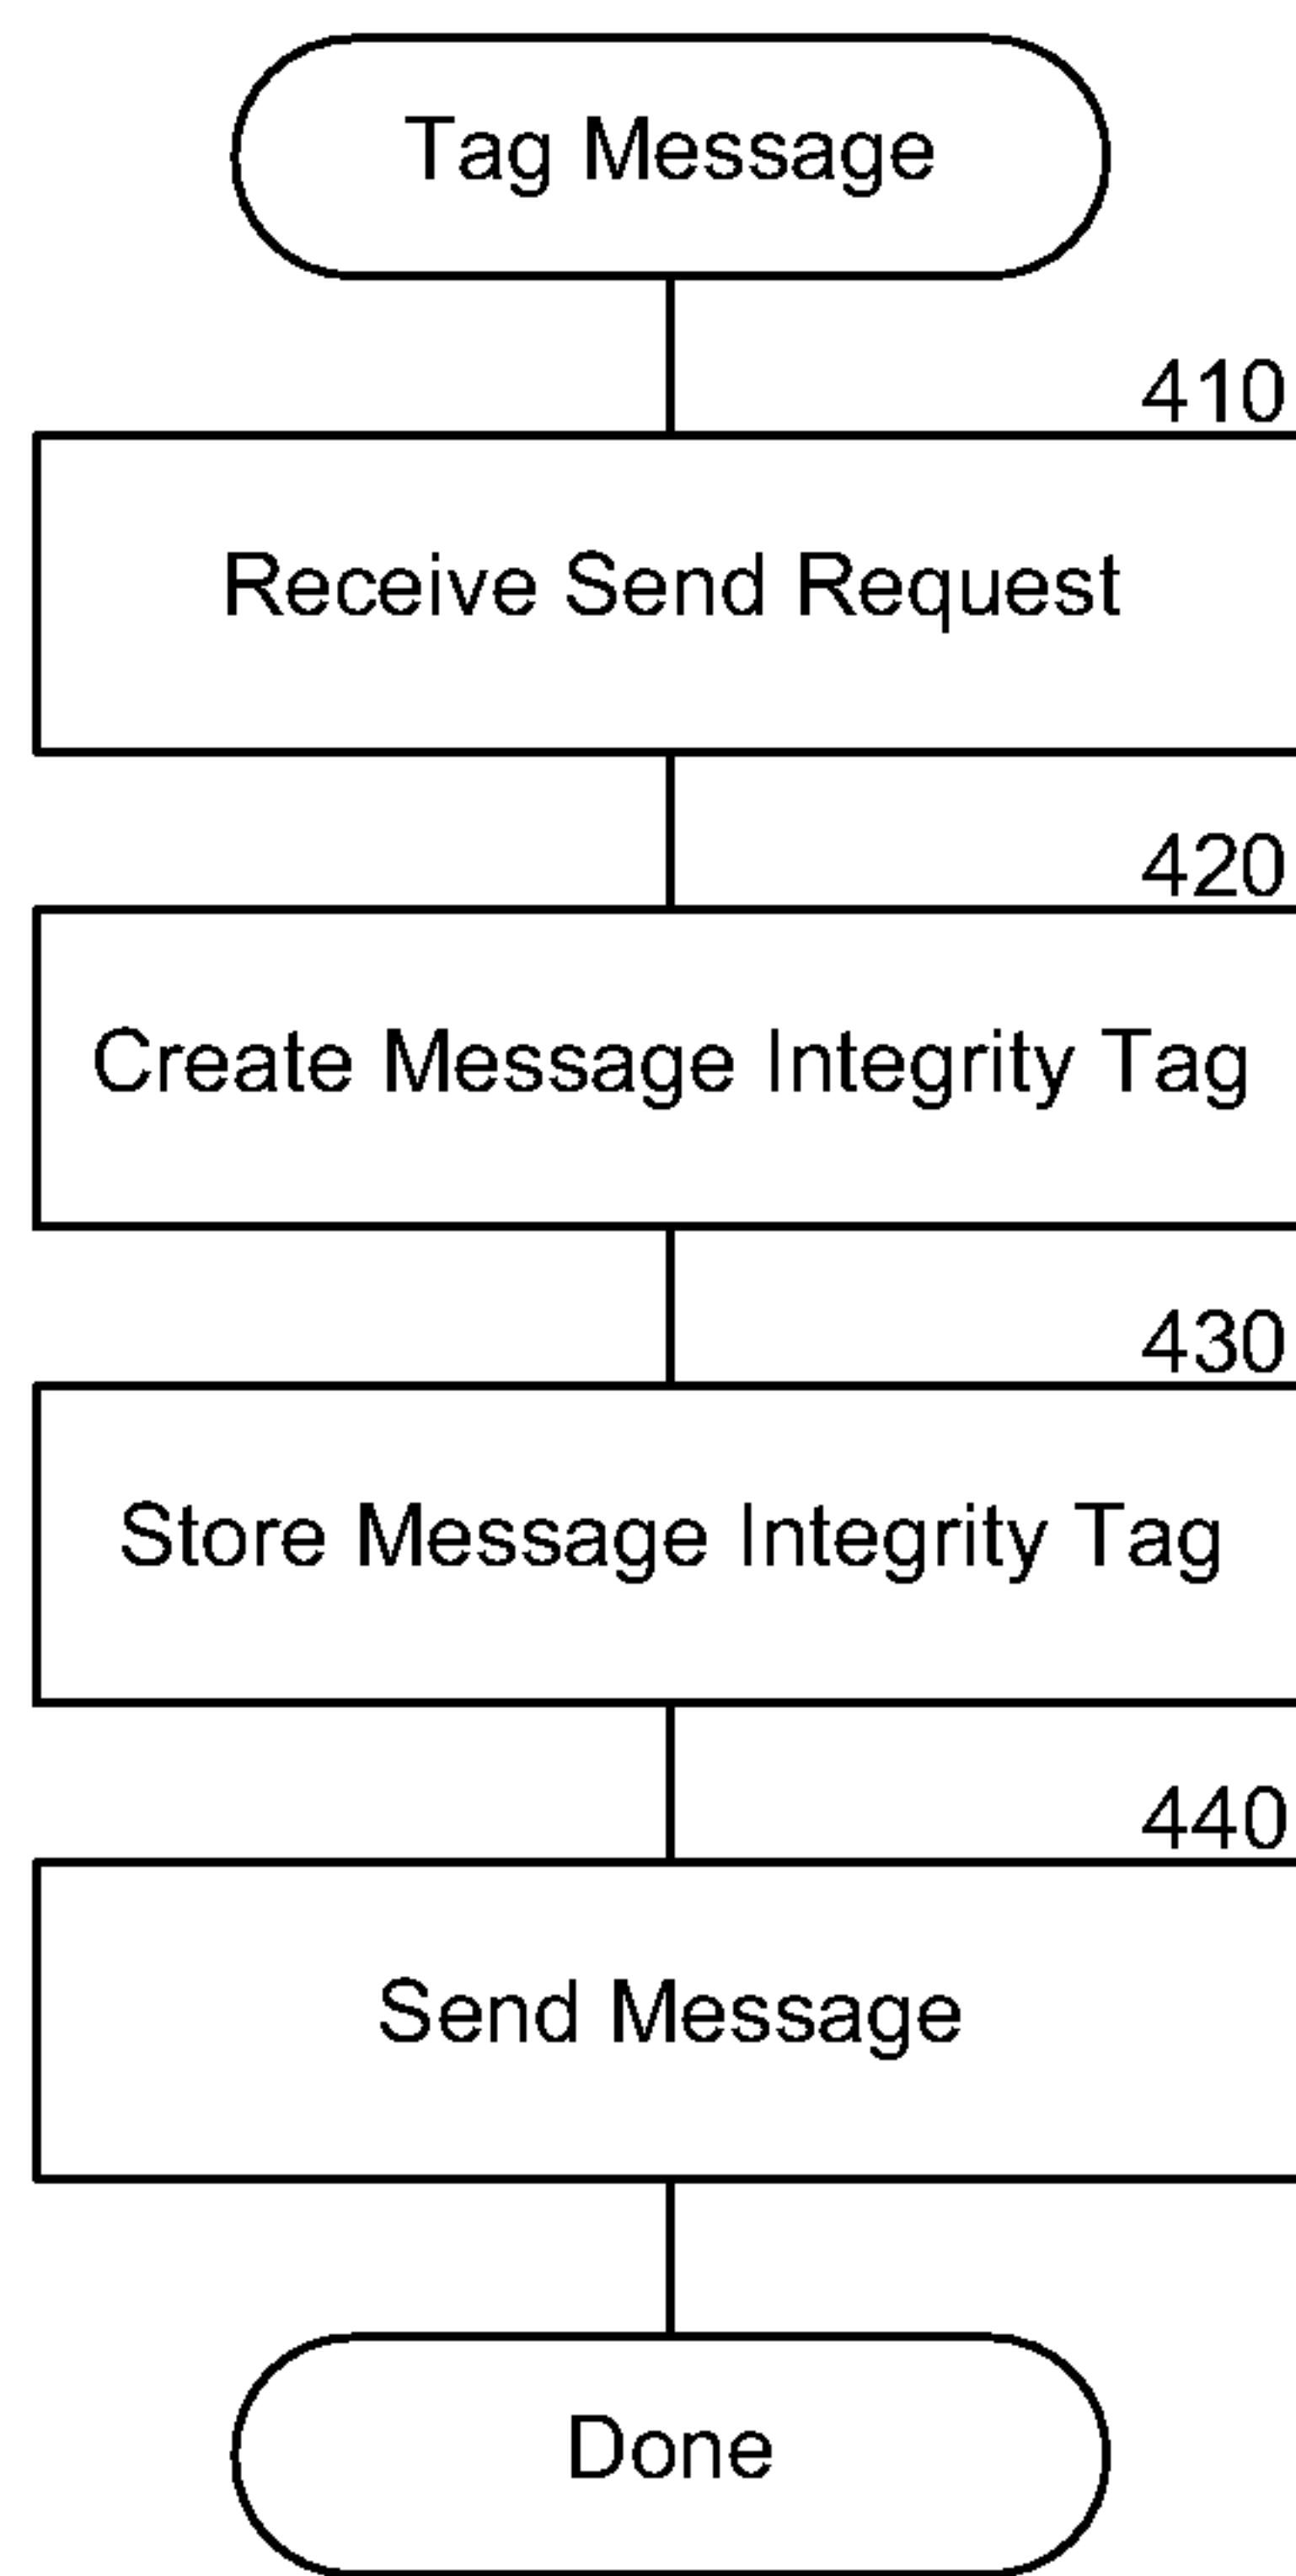 Tag Message
410
Receive Send Request
420
Create Message Integrity Tag
430
Store Message Integrity Tag
440
Send Message
Done